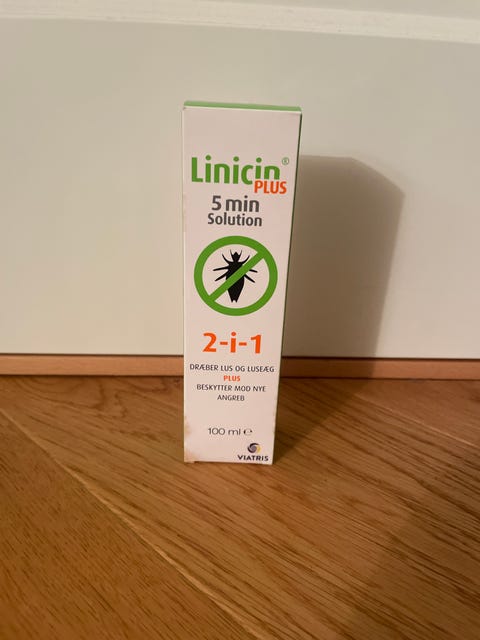 Linicin®
PLUS
5 min
Solution
2-i-1
DRÆBER LUS OG LUSEÆG
PLUS
BESKYTTER MOD NYE
ANGREB
100 ml ℮
VIATRIS